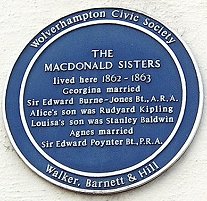 Wolverhampton Civic Society
THE
MACDONALD SISTERS
lived here 1862 - 1863
Georgina married
Sir Edward Burne-Jones Bt., A.R.A.
Alice's son was Rudyard Kipling
Louisa's son was Stanley Baldwin
Agnes married
Sir Edward Poynter Bt., P.R.A.
Walker, Barnett & Hill